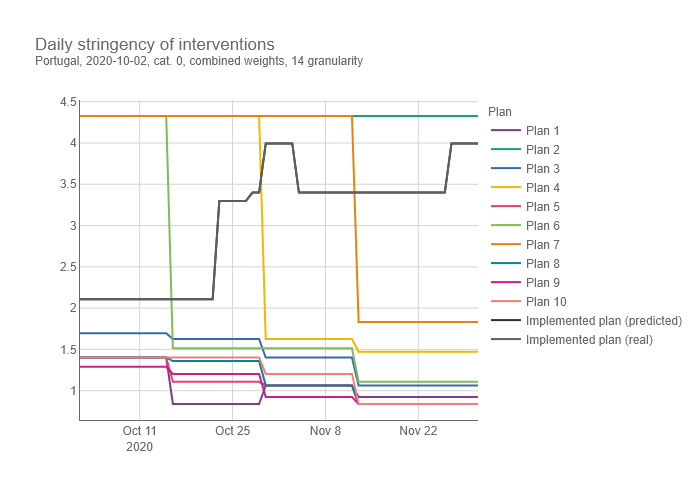 Daily stringency of interventions
Portugal, 2020-10-02, cat. 0, combined weights, 14 granularity
4.5
4
3.5
3
2.5
2
1.5
1
Oct 11
2020
Oct 25
Nov 8
Nov 22
Plan
Plan 1
Plan 2
Plan 3
Plan 4
Plan 5
Plan 6
Plan 7
Plan 8
Plan 9
Plan 10
Implemented plan (predicted)
Implemented plan (real)